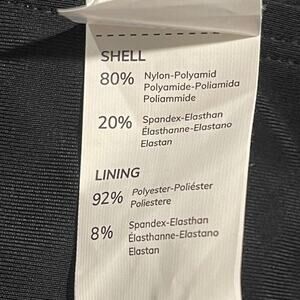 SHELL
80% Nylon-Polyamid
Polyamide-Poliamida
Poliammide
20% Spandex-Elasthan
Élasthanne-Elastano
Elastan
LINING
92% Polyester-Poliéster
Poliestere
8% Spandex-Elasthan
Élasthanne-Elastano
Elastan